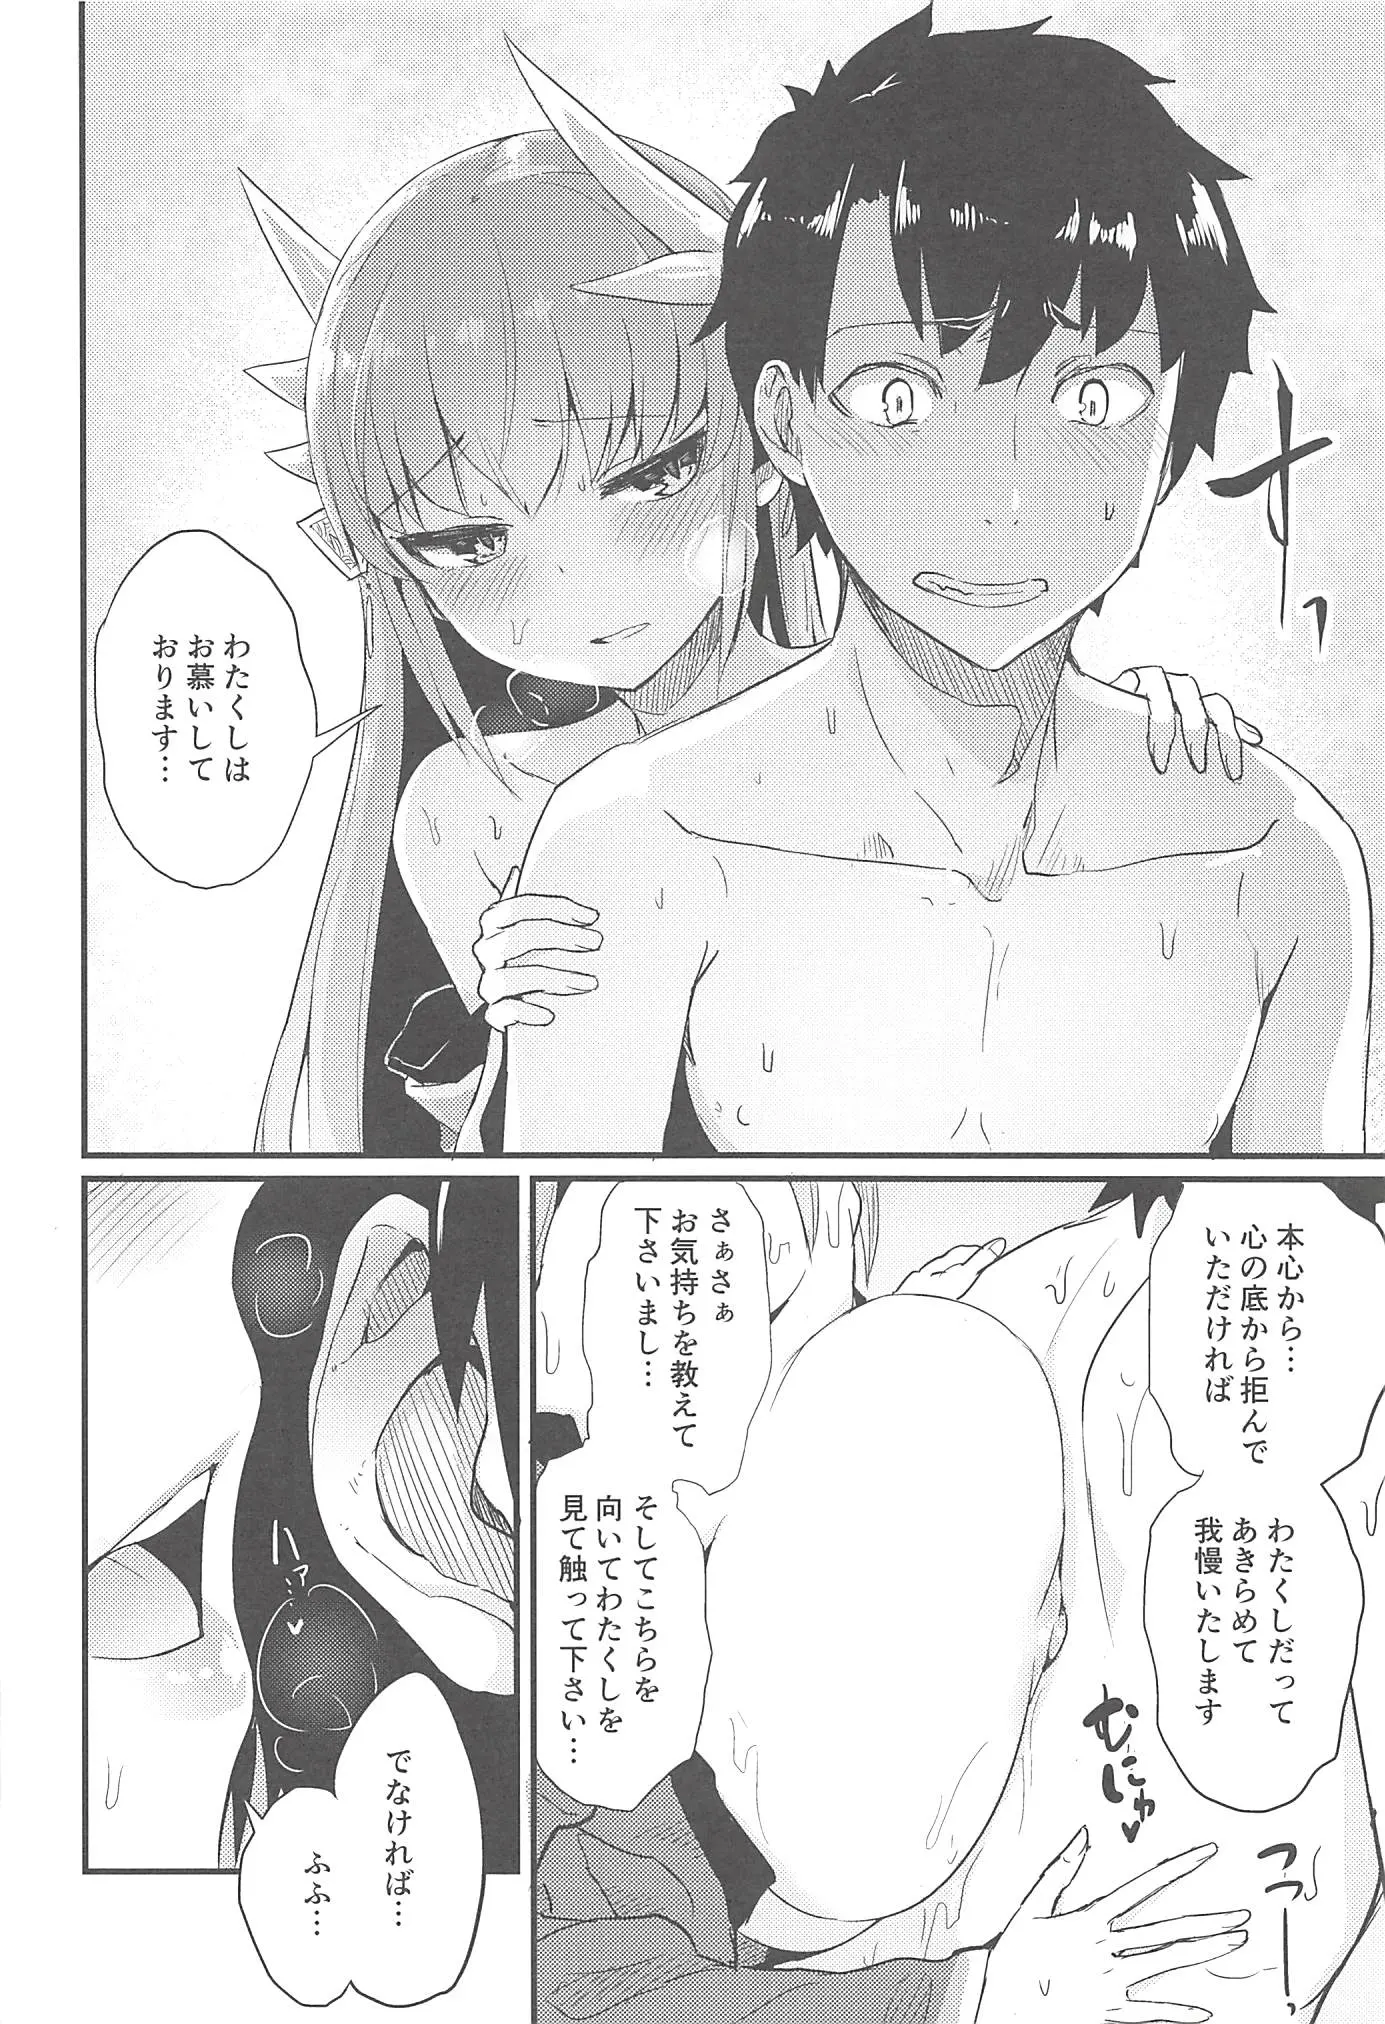 わたくしは
お慕いして
おります…
オ
ッ
本心から…
心の底から拒んで
いただければ
わたくしだって
あきらめて
我慢いたします
さぁさぁ
お気持ちを教えて
下さいまし…
そしてこちらを
向いてわたくしを
見て触って下さい…
むにゅ♥
つつーっ
ハァ…♥
でなければ…
ふふ…